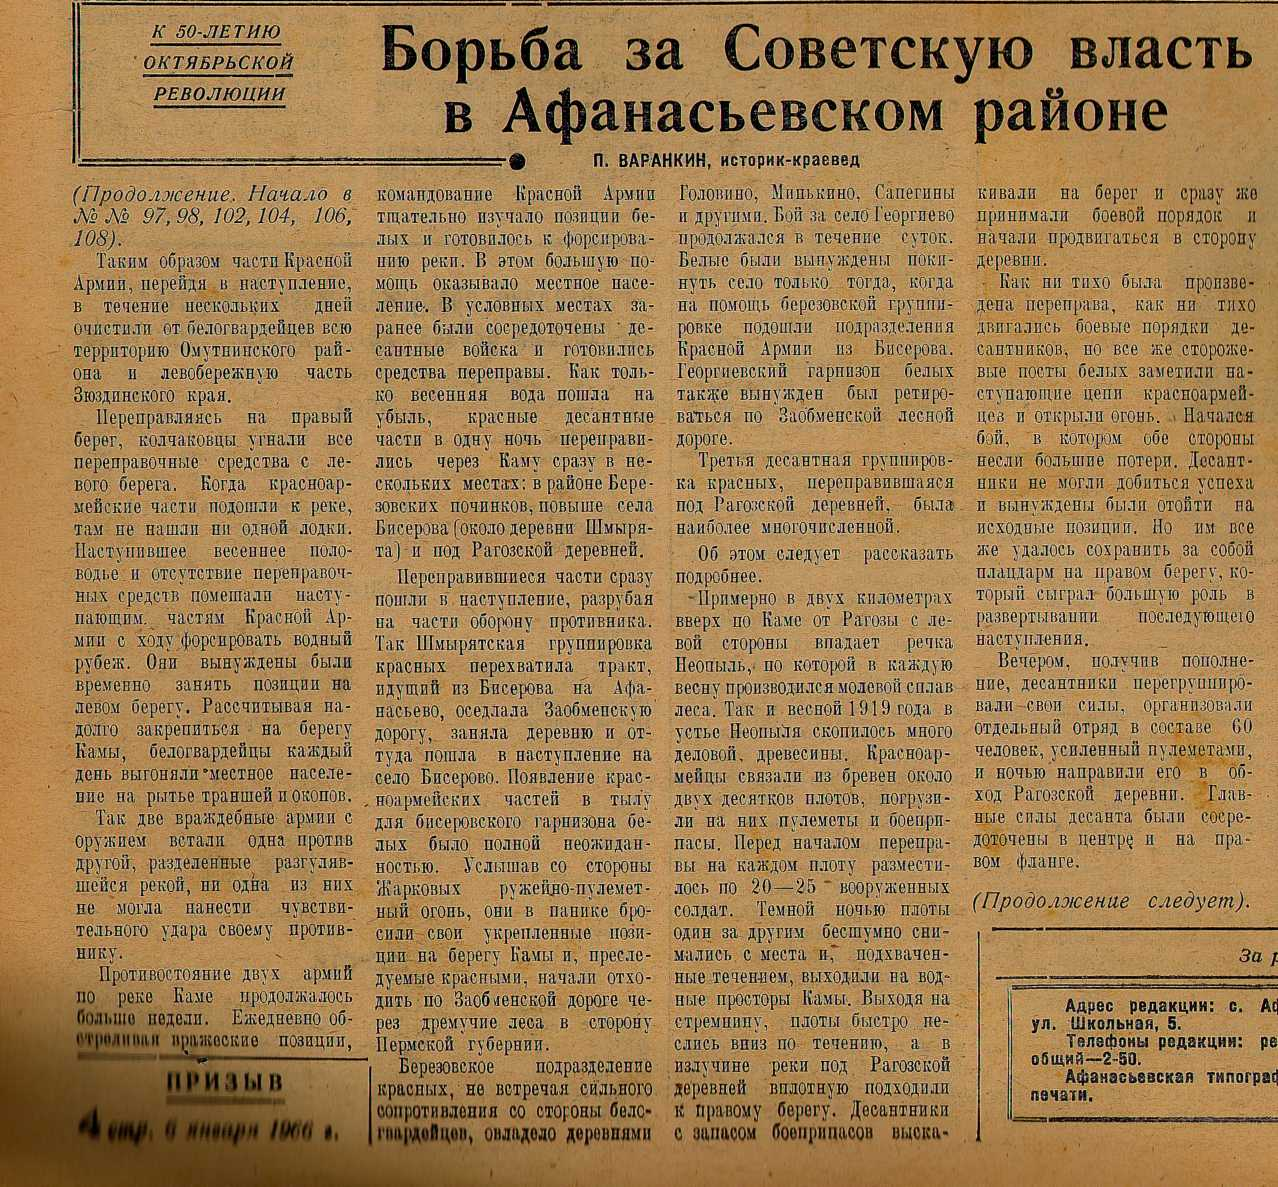 К 50-ЛЕТИЮ
ОКТЯБРЬСКОЙ
РЕВОЛЮЦИИ
Борьба за Советскую власть
в Афанасьевском районе
П. ВАРАНКИН, историк-краевед
(Продолжение. Начало в
№№ 97, 98, 102, 104, 106,
108).
Таким образом части Красной
Армии, перейдя в наступление,
в течение нескольких дней
очистили от белогвардейцев всю
территорию Омутнинского рай-
она и левобережную часть
Зюздинского края.
Переправляясь на правый
берег, колчаковцы угнали все
переправочные средства с ле-
вого берега. Когда красноар-
мейские части подошли к реке,
там не нашли ни одной лодки.
Наступившее весеннее поло-
водье и отсутствие переправоч-
ных средств помешали насту-
пающим частям Красной Ар-
мии с ходу форсировать водный
рубеж. Они вынуждены были
временно занять позиции на
левом берегу. Рассчитывая на-
долго закрепиться на берегу
Камы, белогвардейцы каждый
день выгоняли местное населе-
ние на рытье траншей и окопов.
Так две враждебные армии с
оружием встали одна против
другой, разделенные разгуляв-
шейся рекой, ни одна из них
не могла нанести чувстви-
тельного удара своему против-
нику.
Противостояние двух армий
по реке Каме продолжалось
больше недели. Ежедневно об-
стреливая вражеские позиции,
командование Красной Армии
тщательно изучало позиции бе-
лых и готовилось к форсирова-
нию реки. В этом большую по-
мощь оказывало местное насе-
ление. В условных местах за-
ранее были сосредоточены де-
сантные войска и готовились
средства переправы. Как толь-
ко весенняя вода пошла на
убыль, красные десантные
части в одну ночь переправи-
лись через Каму сразу в не-
скольких местах: в районе Бере-
зовских починков, повыше села
Бисерова (около деревни Шмыря-
та) и под Рагозской деревней.
Переправившиеся части сразу
пошли в наступление, разрубая
на части оборону противника.
Так Шмырятская группировка
красных перехватила тракт,
идущий из Бисерова на Афа-
насьево, оседлала Заобменскую
дорогу, заняла деревню и от-
туда пошла в наступление на
село Бисерово. Появление крас-
ноармейских частей в тылу
для бисеровского гарнизона бе-
лых было полной неожидан-
ностью. Услышав со стороны
Жарковых ружейно-пулемет-
ный огонь, они в панике бро-
сили свои укрепленные пози-
ции на берегу Камы и, пресле-
дуемые красными, начали отхо-
дить по Заобменской дороге че-
рез дремучие леса в сторону
Пермской губернии.
Березовское подразделение
красных, не встречая сильного
сопротивления со стороны бело-
гвардейцев, овладело деревнями
Головино, Минькино, Сапегины
и другими. Бой за село Георгиево
продолжался в течение суток.
Белые были вынуждены поки-
нуть село только тогда, когда
на помощь березовской группи-
ровке подошли подразделения
Красной Армии из Бисерова.
Георгиевский гарнизон белых
также вынужден был ретиро-
ваться по Заобменской лесной
дороге.
Третья десантная группиров-
ка красных, переправившаяся
под Рагозской деревней, была
наиболее многочисленной.
Об этом следует рассказать
подробнее.
Примерно в двух километрах
вверх по Каме от Рагозы с ле-
вой стороны впадает речка
Неопыль, по которой в каждую
весну производился молевой сплав
леса. Так и весной 1919 года в
устье Неопыля скопилось много
деловой древесины. Красноар-
мейцы связали из бревен около
двух десятков плотов, погрузи-
ли на них пулеметы и боепри-
пасы. Перед началом перепра-
вы на каждом плоту размести-
лось по 20—25 вооруженных
солдат. Темной ночью плоты
один за другим бесшумно сни-
мались с места и, подхвачен-
ные течением, выходили на вод-
ные просторы Камы. Выходя на
стремнину, плоты быстро не-
слись вниз по течению, а в
излучине реки под Рагозской
деревней вплотную подходили
к правому берегу. Десантники
с запасом боеприпасов выска-
кивали на берег и сразу же
принимали боевой порядок и
начали продвигаться в сторону
деревни.
Как ни тихо была произве-
дена переправа, как ни тихо
двигались боевые порядки де-
сантников, но все же стороже-
вые посты белых заметили на-
ступающие цепи красноармей-
цев и открыли огонь. Начался
бой, в котором обе стороны
несли большие потери. Десант-
ники не могли добиться успеха
и вынуждены были отойти на
исходные позиции. Но им все
же удалось сохранить за собой
плацдарм на правом берегу, ко-
торый сыграл большую роль в
развертывании последующего
наступления.
Вечером, получив пополне-
ние, десантники перегруппиро-
вали свои силы, организовали
отдельный отряд в составе 60
человек, усиленный пулеметами,
и ночью направили его в об-
ход Рагозской деревни. Глав-
ные силы десанта были сосре-
доточены в центре и на пра-
вом фланге.
(Продолжение следует).
За р
Адрес редакции: с. Аф
ул. Школьная, 5.
Телефоны редакции: ре
общий—2-50.
Афанасьевская типограф
печати.
ПРИЗЫВ
4 стр. 6 января 1966 г.